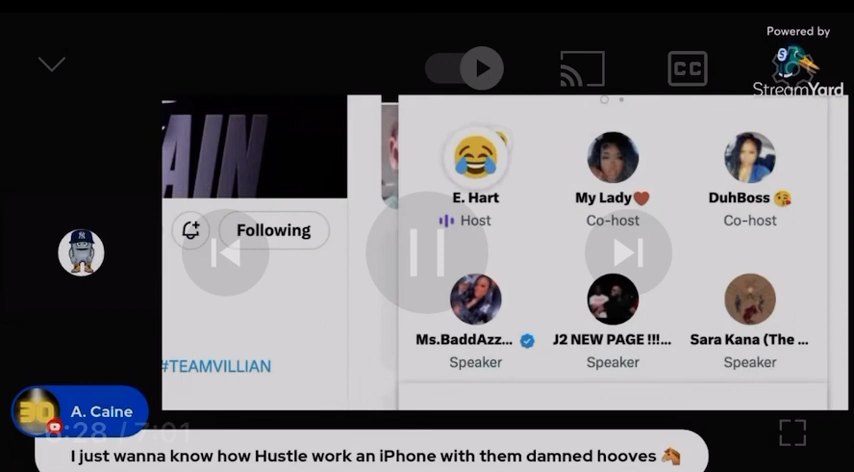 Powered by
StreamYard
CC
AIN
Following
#TEAMVILLIAN
E. Hart
Host
My Lady❤️
Co-host
DuhBoss 😘
Co-host
Ms.BaddAzz...
Speaker
J2 NEW PAGE !!!...
Speaker
Sara Kana (The ...
Speaker
30
A. Caine
6:28 / 7:01
I just wanna know how Hustle work an iPhone with them damned hooves 🐴